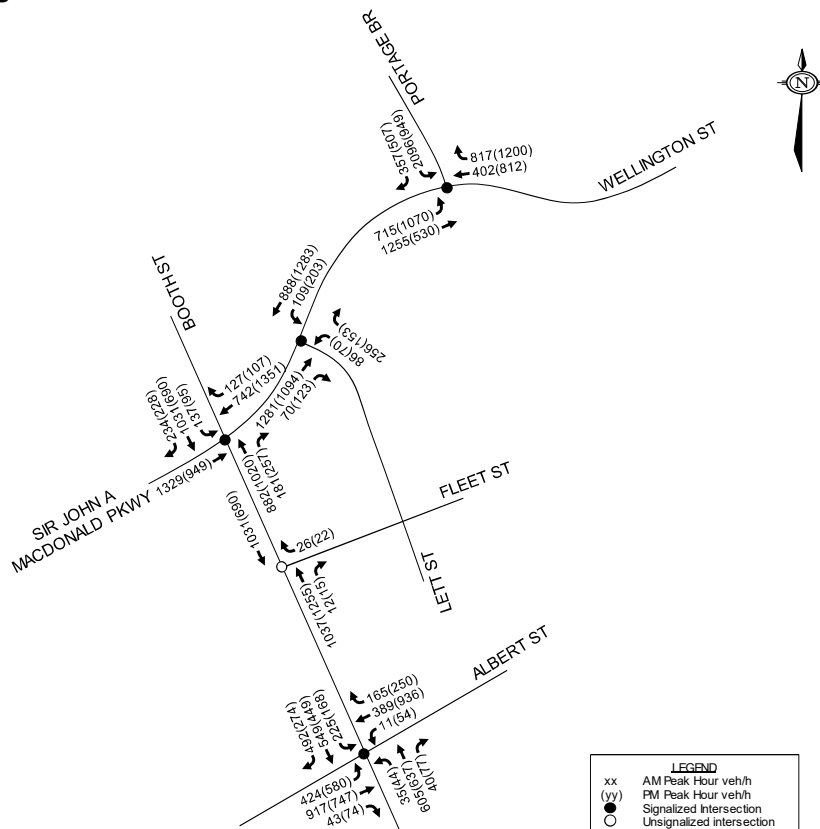 PORTAGE BR
N
357(507)
2096(949)
817(1200)
402(812)
WELLINGTON ST
715(1070)
1255(530)
BOOTH ST
888(1283)
109(203)
86(70)
256(153)
127(107)
742(1351)
1281(1094)
70(123)
234(228)
1031(690)
137(95)
SIR JOHN A
MACDONALD PKWY
1329(949)
882(1020)
181(257)
FLEET ST
1031(690)
26(22)
1037(1255)
12(15)
LETT ST
ALBERT ST
492(274)
549(449)
225(168)
165(250)
389(936)
11(54)
424(580)
917(747)
43(74)
35(44)
605(637)
40(77)
LEGEND
xx AM Peak Hour veh/h
(yy) PM Peak Hour veh/h
Signalized Intersection
Unsignalized intersection